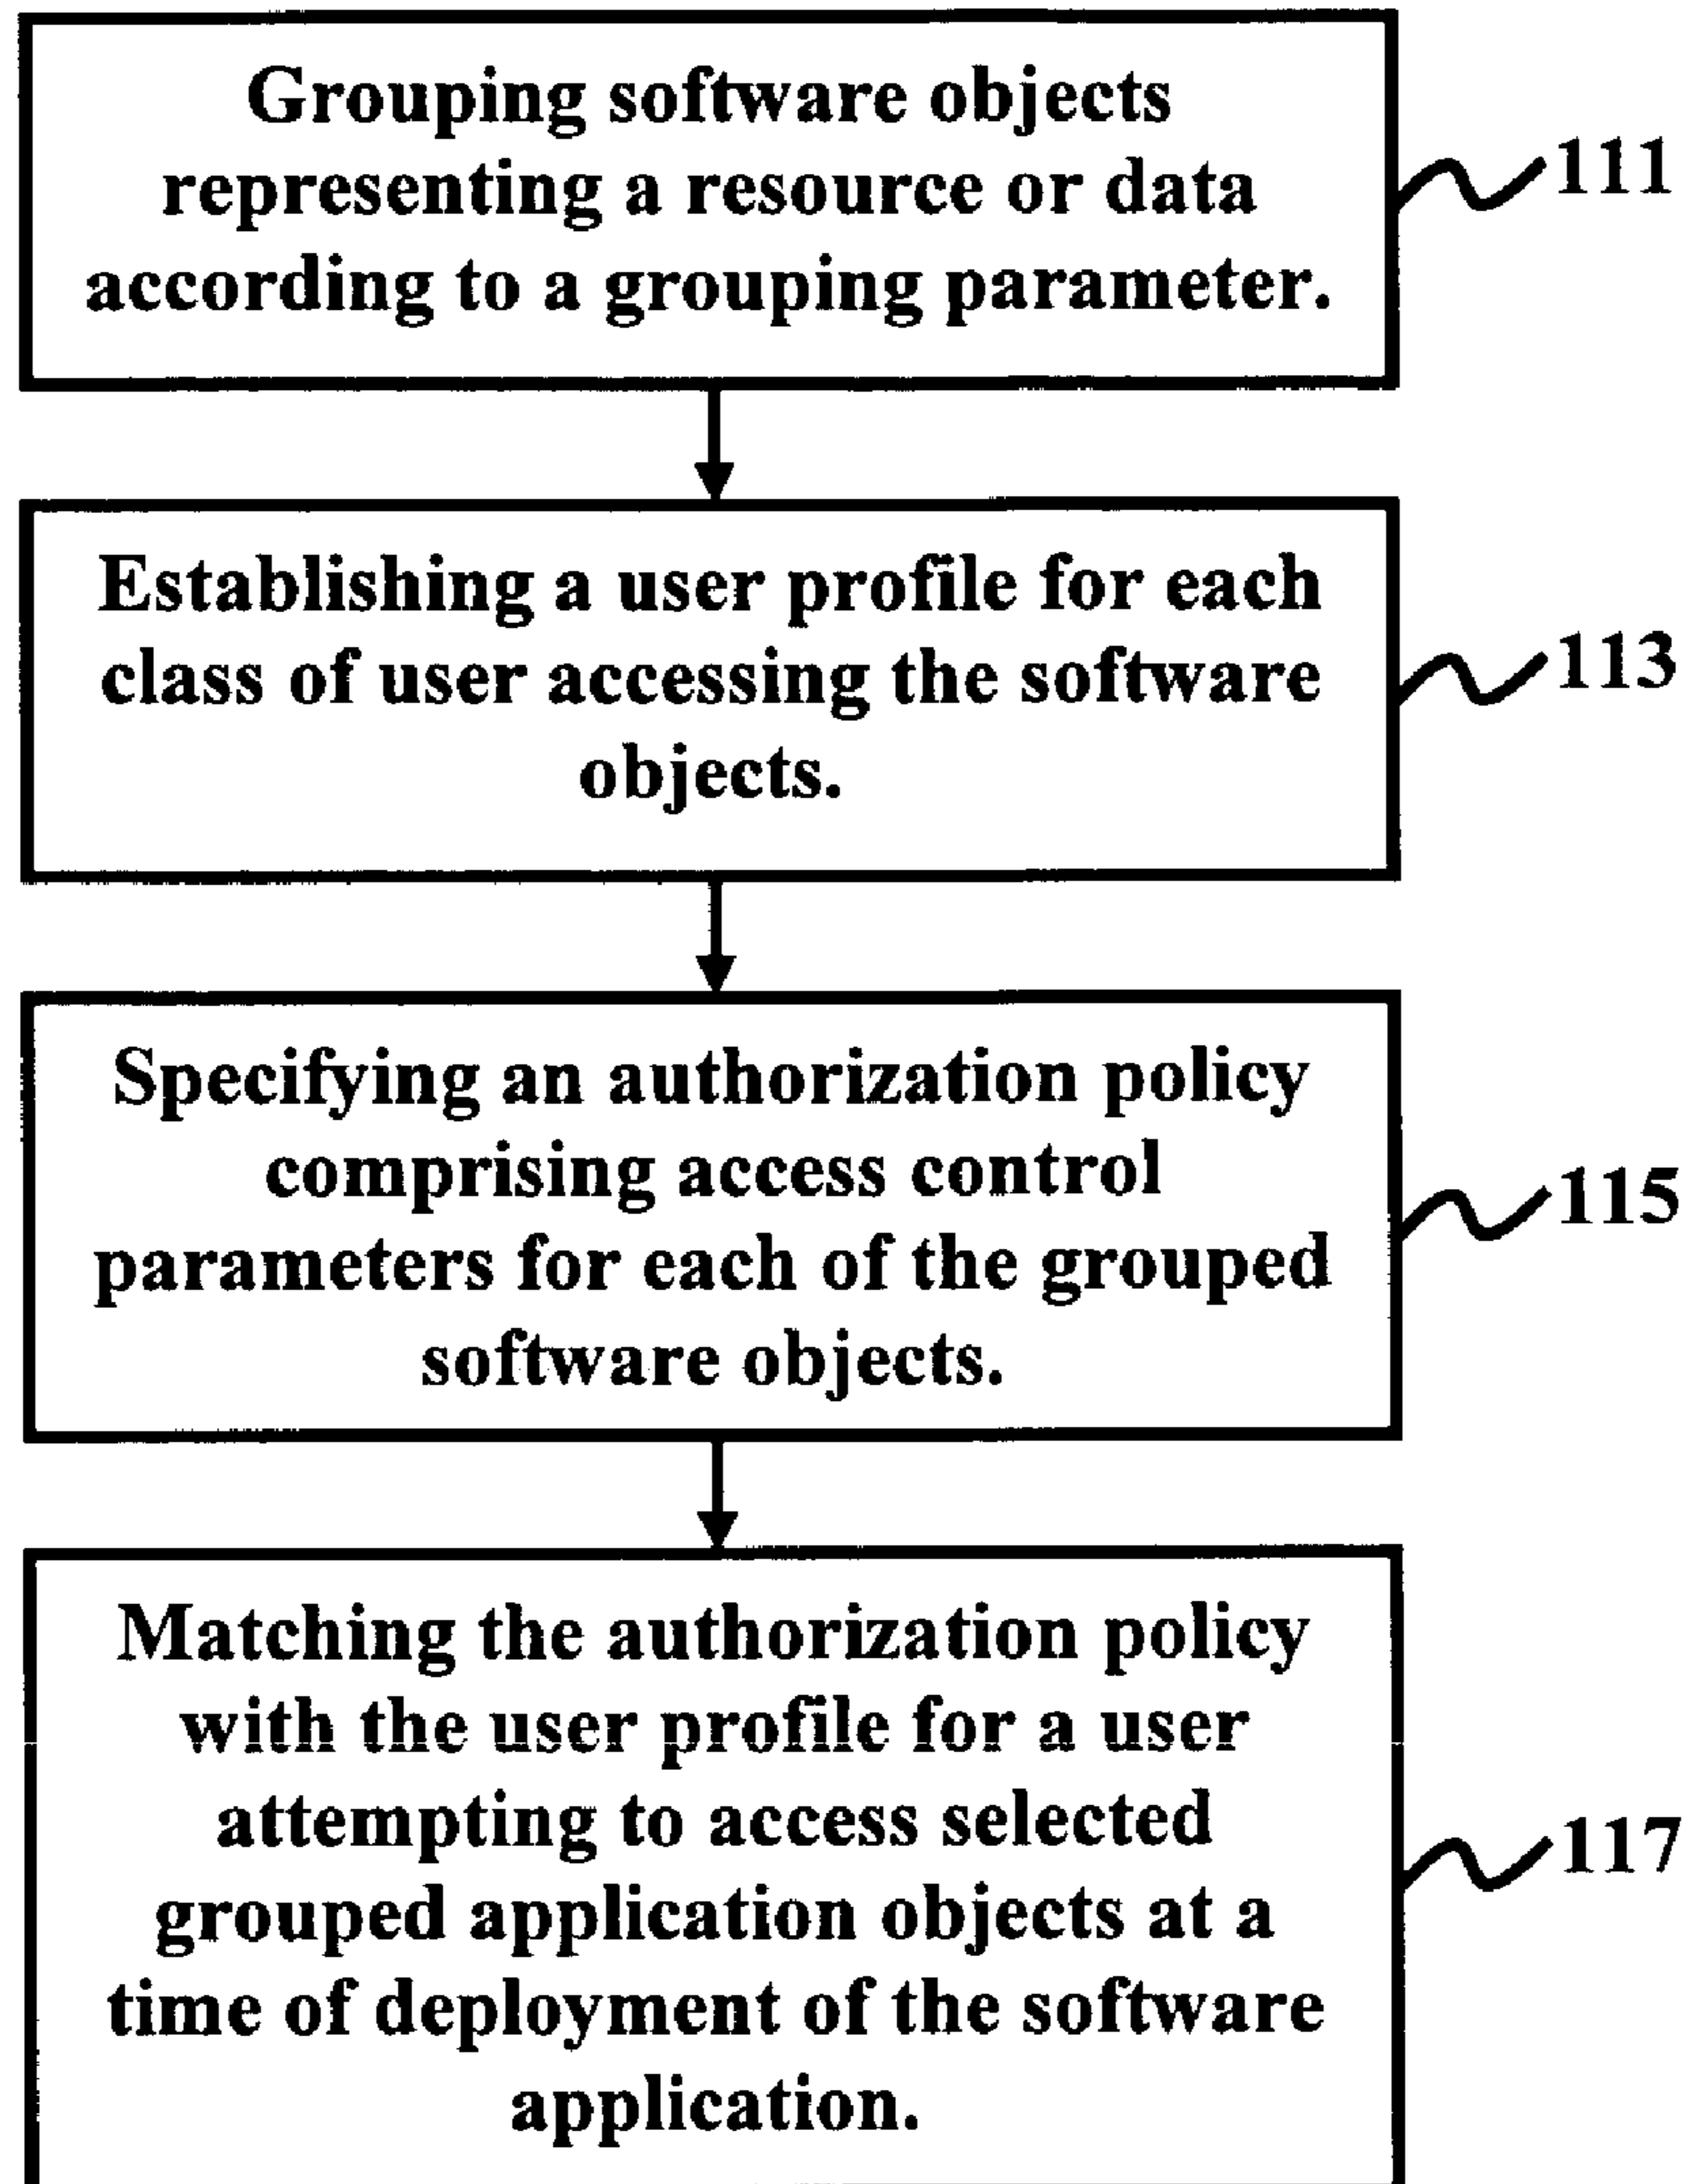 Grouping software objects
representing a resource or data
according to a grouping parameter.
111
Establishing a user profile for each
class of user accessing the software
objects.
113
Specifying an authorization policy
comprising access control
parameters for each of the grouped
software objects.
115
Matching the authorization policy
with the user profile for a user
attempting to access selected
grouped application objects at a
time of deployment of the software
application.
117